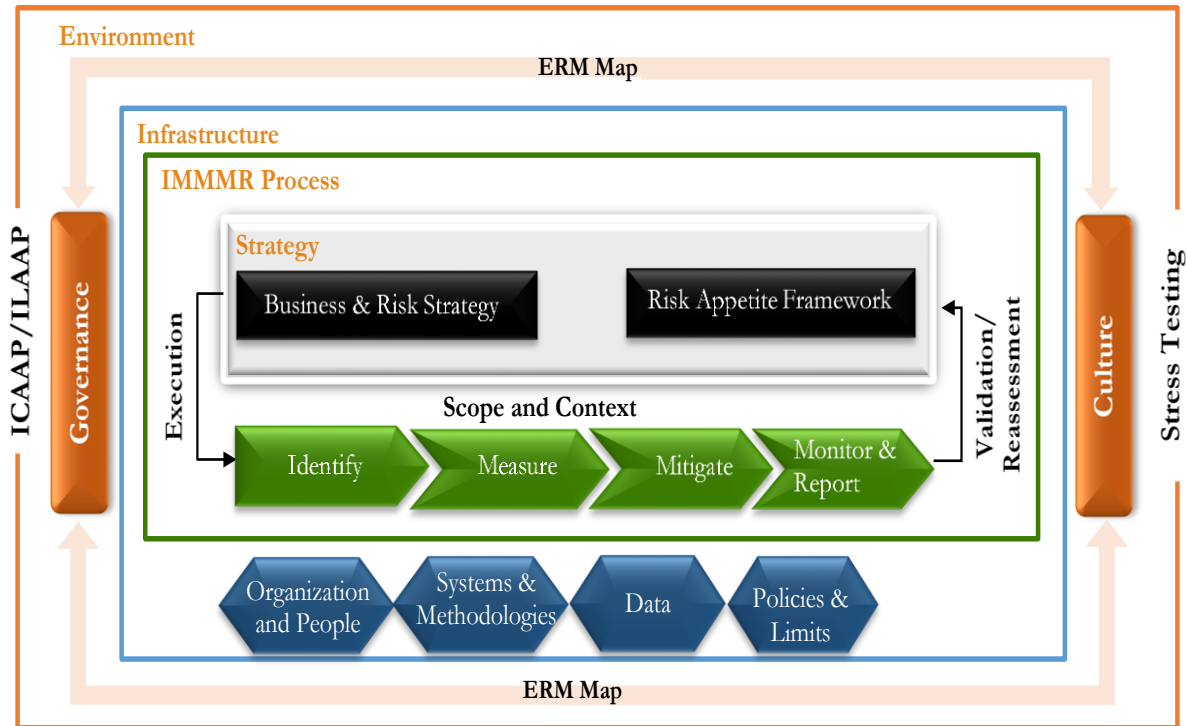 Environment
ERM Map
Infrastructure
IMMMR Process
Strategy
Business & Risk Strategy
Risk Appetite Framework
ICAAP/ILAAP
Governance
Execution
Validation/
Reassessment
Culture
Stress Testing
Scope and Context
Identify
Measure
Mitigate
Monitor &
Report
Organization
and People
Systems &
Methodologies
Data
Policies &
Limits
ERM Map